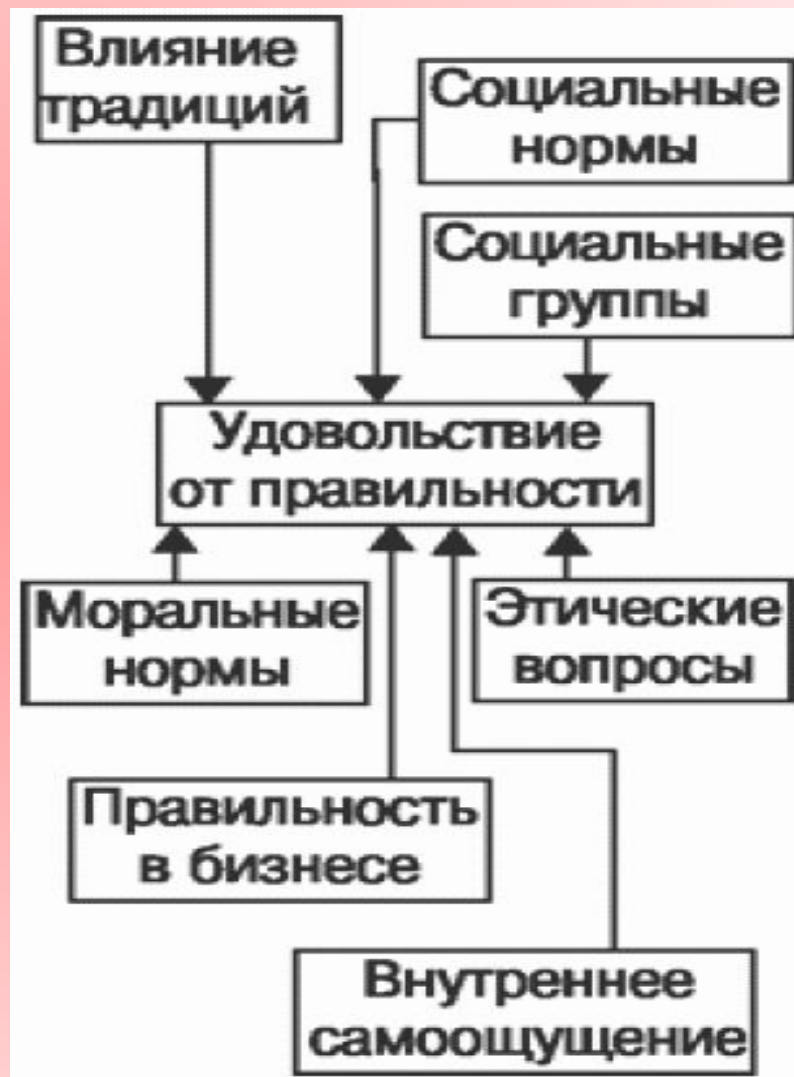 Влияние
традиций
Социальные
нормы
Социальные
группы
Удовольствие
от правильности
Моральные
нормы
Этические
вопросы
Правильность
в бизнесе
Внутреннее
самоощущение